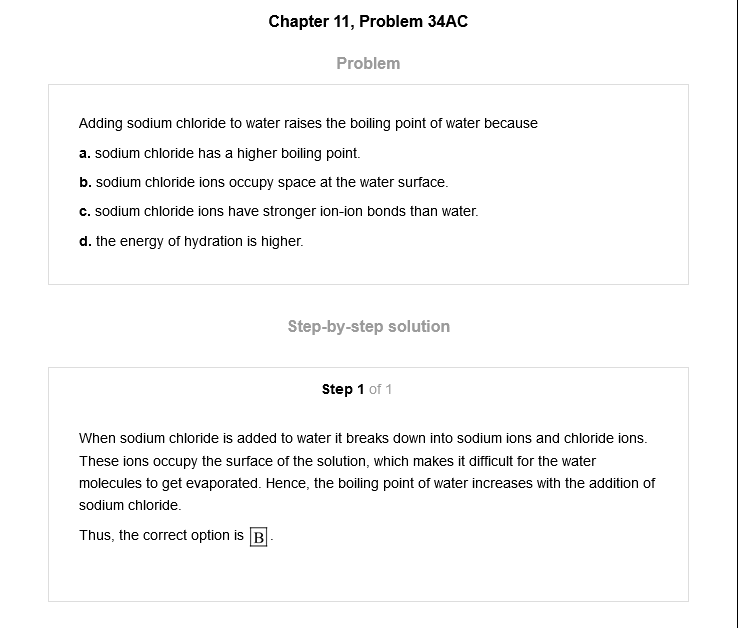 Chapter 11, Problem 34AC
Problem
Adding sodium chloride to water raises the boiling point of water because
a. sodium chloride has a higher boiling point.
b. sodium chloride ions occupy space at the water surface.
c. sodium chloride ions have stronger ion-ion bonds than water.
d. the energy of hydration is higher.
Step-by-step solution
Step 1 of 1
When sodium chloride is added to water it breaks down into sodium ions and chloride ions.
These ions occupy the surface of the solution, which makes it difficult for the water
molecules to get evaporated. Hence, the boiling point of water increases with the addition of
sodium chloride.
Thus, the correct option is B.